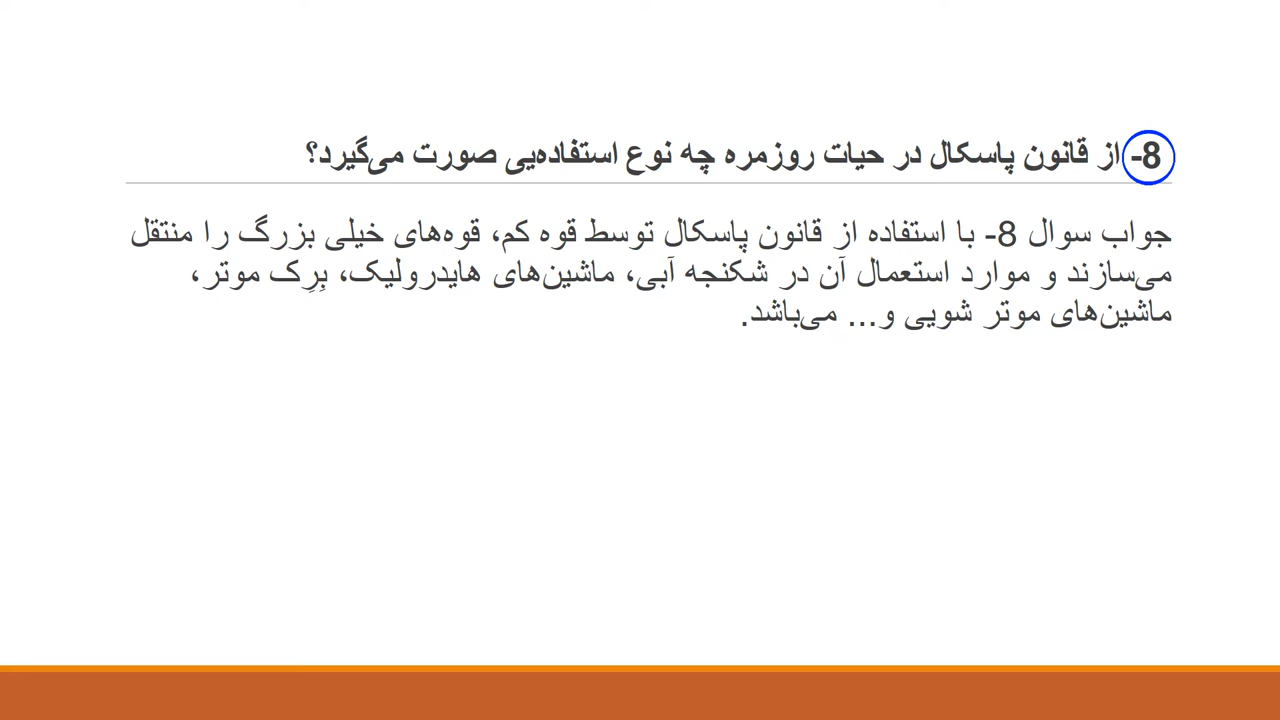 8- از قانون پاسکال در حیات روزمره چه نوع استفاده‌یی صورت می‌گیرد؟
جواب سوال 8- با استفاده از قانون پاسکال توسط قوه کم، قوه‌های خیلی بزرگ را منتقل
می‌سازند و موارد استعمال آن در شکنجه آبی، ماشین‌های هایدرولیک، بِرِک موتر،
ماشین‌های موتر شویی و... می‌باشد.